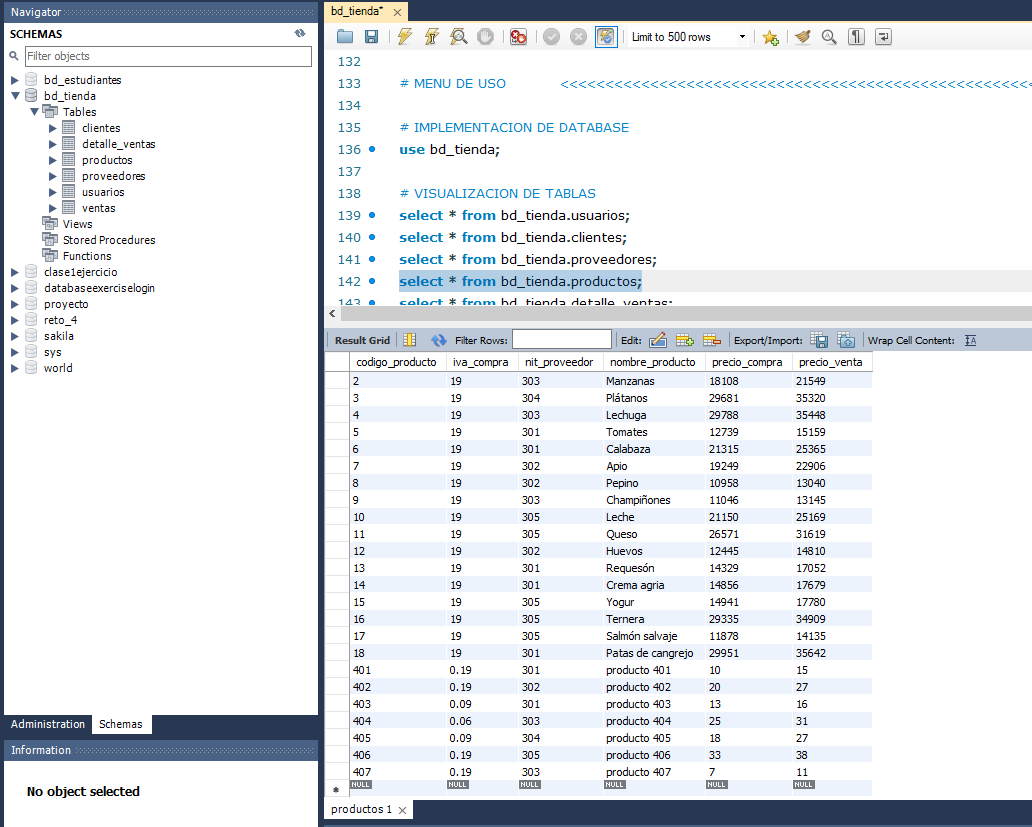 Navigator
SCHEMAS
Filter objects
bd_estudiantes
bd_tienda
Tables
clientes
detalle_ventas
productos
proveedores
usuarios
ventas
Views
Stored Procedures
Functions
clase1ejercicio
databaseexerciselogin
proyecto
reto_4
sakila
sys
world
Administration Schemas
Information
No object selected
bd_tienda*
Limit to 500 rows
132
133 # MENU DE USO <<<<<<<<<<<<<<<<<<<<<<<<<<<<<<<<<<<<<<<<<<<<<<<<<<<<
134
135 # IMPLEMENTACION DE DATABASE
136 use bd_tienda;
137
138 # VISUALIZACION DE TABLAS
139 select * from bd_tienda.usuarios;
140 select * from bd_tienda.clientes;
141 select * from bd_tienda.proveedores;
142 select * from bd_tienda.productos;
143 select * from bd_tienda.detalle_ventas;
Result Grid Filter Rows: Edit: Export/Import: Wrap Cell Content:
codigo_producto iva_compra nit_proveedor nombre_producto precio_compra precio_venta
2 19 303 Manzanas 18108 21549
3 19 304 Plátanos 29681 35320
4 19 303 Lechuga 29788 35448
5 19 301 Tomates 12739 15159
6 19 301 Calabaza 21315 25365
7 19 302 Apio 19249 22906
8 19 302 Pepino 10958 13040
9 19 303 Champiñones 11046 13145
10 19 305 Leche 21150 25169
11 19 305 Queso 26571 31619
12 19 302 Huevos 12445 14810
13 19 301 Requesón 14329 17052
14 19 301 Crema agria 14856 17679
15 19 305 Yogur 14941 17780
16 19 305 Ternera 29335 34909
17 19 305 Salmón salvaje 11878 14135
18 19 301 Patas de cangrejo 29951 35642
401 0.19 301 producto 401 10 15
402 0.19 302 producto 402 20 27
403 0.09 301 producto 403 13 16
404 0.06 303 producto 404 25 31
405 0.09 304 producto 405 18 27
406 0.19 305 producto 406 33 38
407 0.19 303 producto 407 7 11
NULL NULL NULL NULL NULL NULL
productos 1